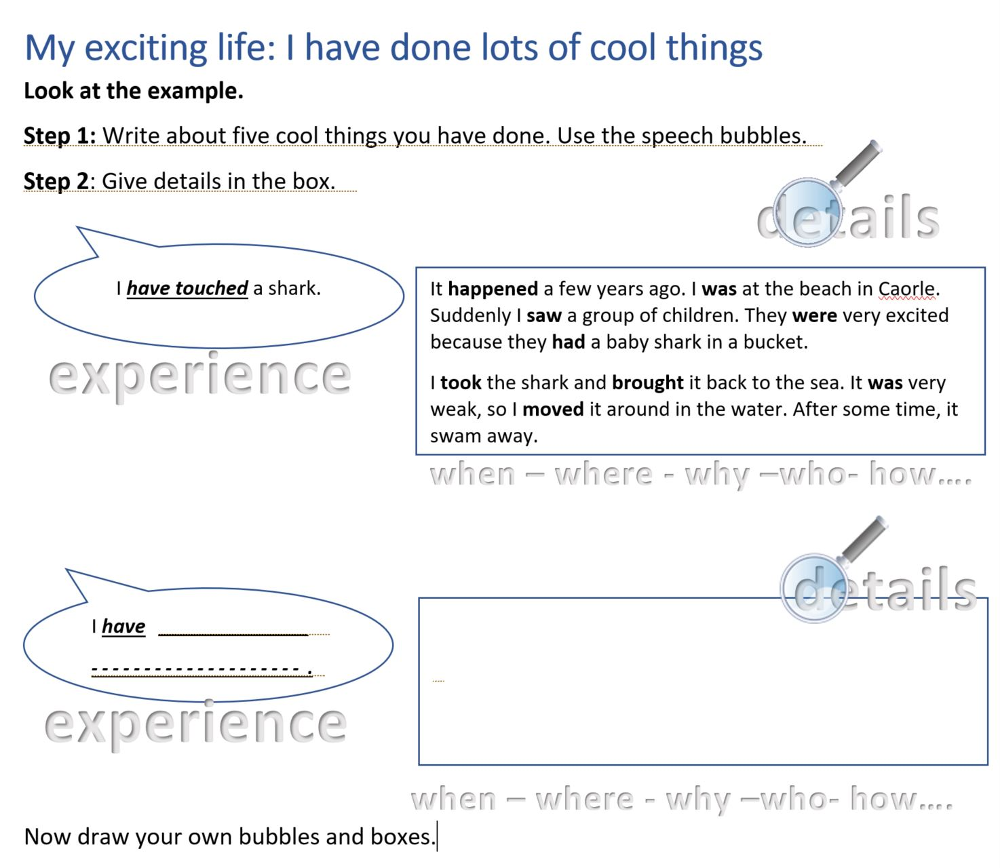 My exciting life: I have done lots of cool things
Look at the example.
Step 1: Write about five cool things you have done. Use the speech bubbles.
Step 2: Give details in the box.
details
I have touched a shark.
experience
It happened a few years ago. I was at the beach in Caorle.
Suddenly I saw a group of children. They were very excited
because they had a baby shark in a bucket.
I took the shark and brought it back to the sea. It was very
weak, so I moved it around in the water. After some time, it
swam away.
when – where - why –who- how....
details
I have ______________
-------------------- .
experience
when – where - why –who- how....
Now draw your own bubbles and boxes.